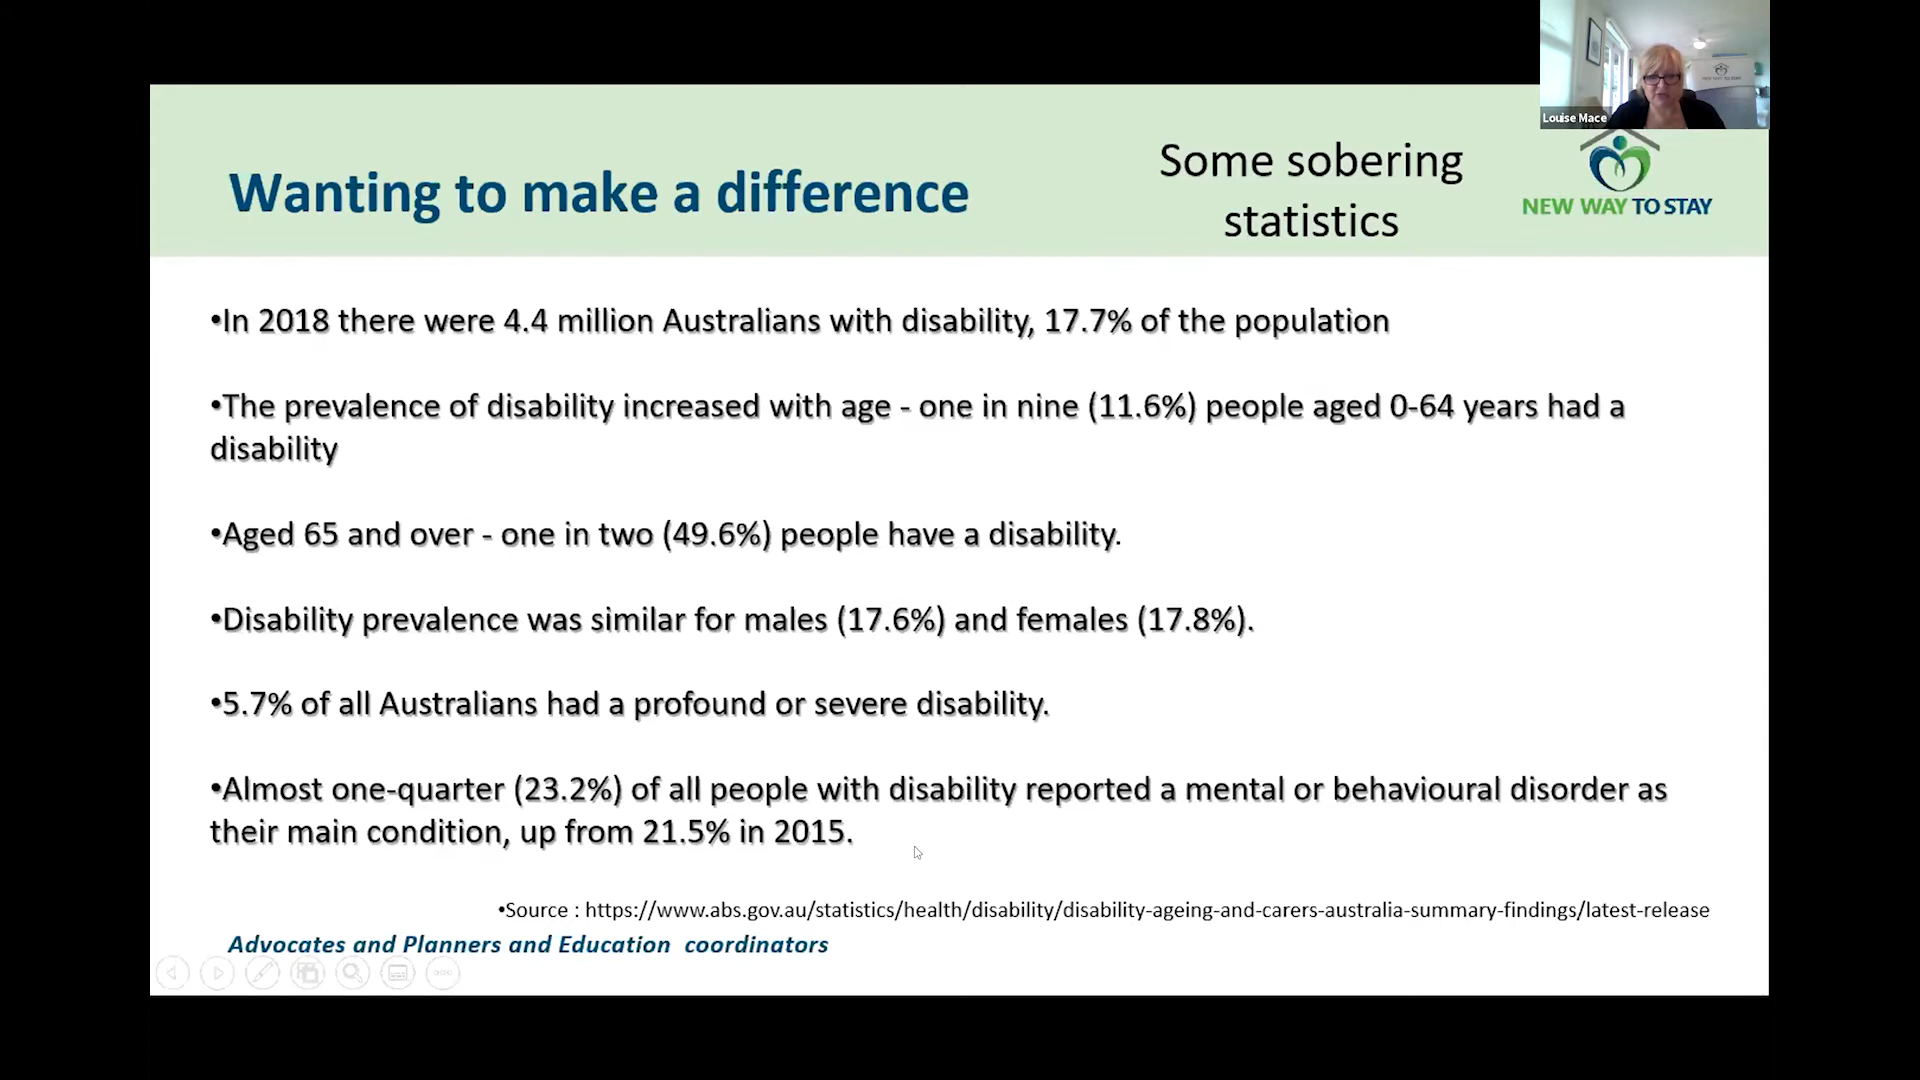 Louise Mace
Wanting to make a difference
Some sobering
statistics
NEW WAY TO STAY
•In 2018 there were 4.4 million Australians with disability, 17.7% of the population
•The prevalence of disability increased with age - one in nine (11.6%) people aged 0-64 years had a
disability
•Aged 65 and over - one in two (49.6%) people have a disability.
•Disability prevalence was similar for males (17.6%) and females (17.8%).
•5.7% of all Australians had a profound or severe disability.
•Almost one-quarter (23.2%) of all people with disability reported a mental or behavioural disorder as
their main condition, up from 21.5% in 2015.
•Source : https://www.abs.gov.au/statistics/health/disability/disability-ageing-and-carers-australia-summary-findings/latest-release
Advocates and Planners and Education coordinators